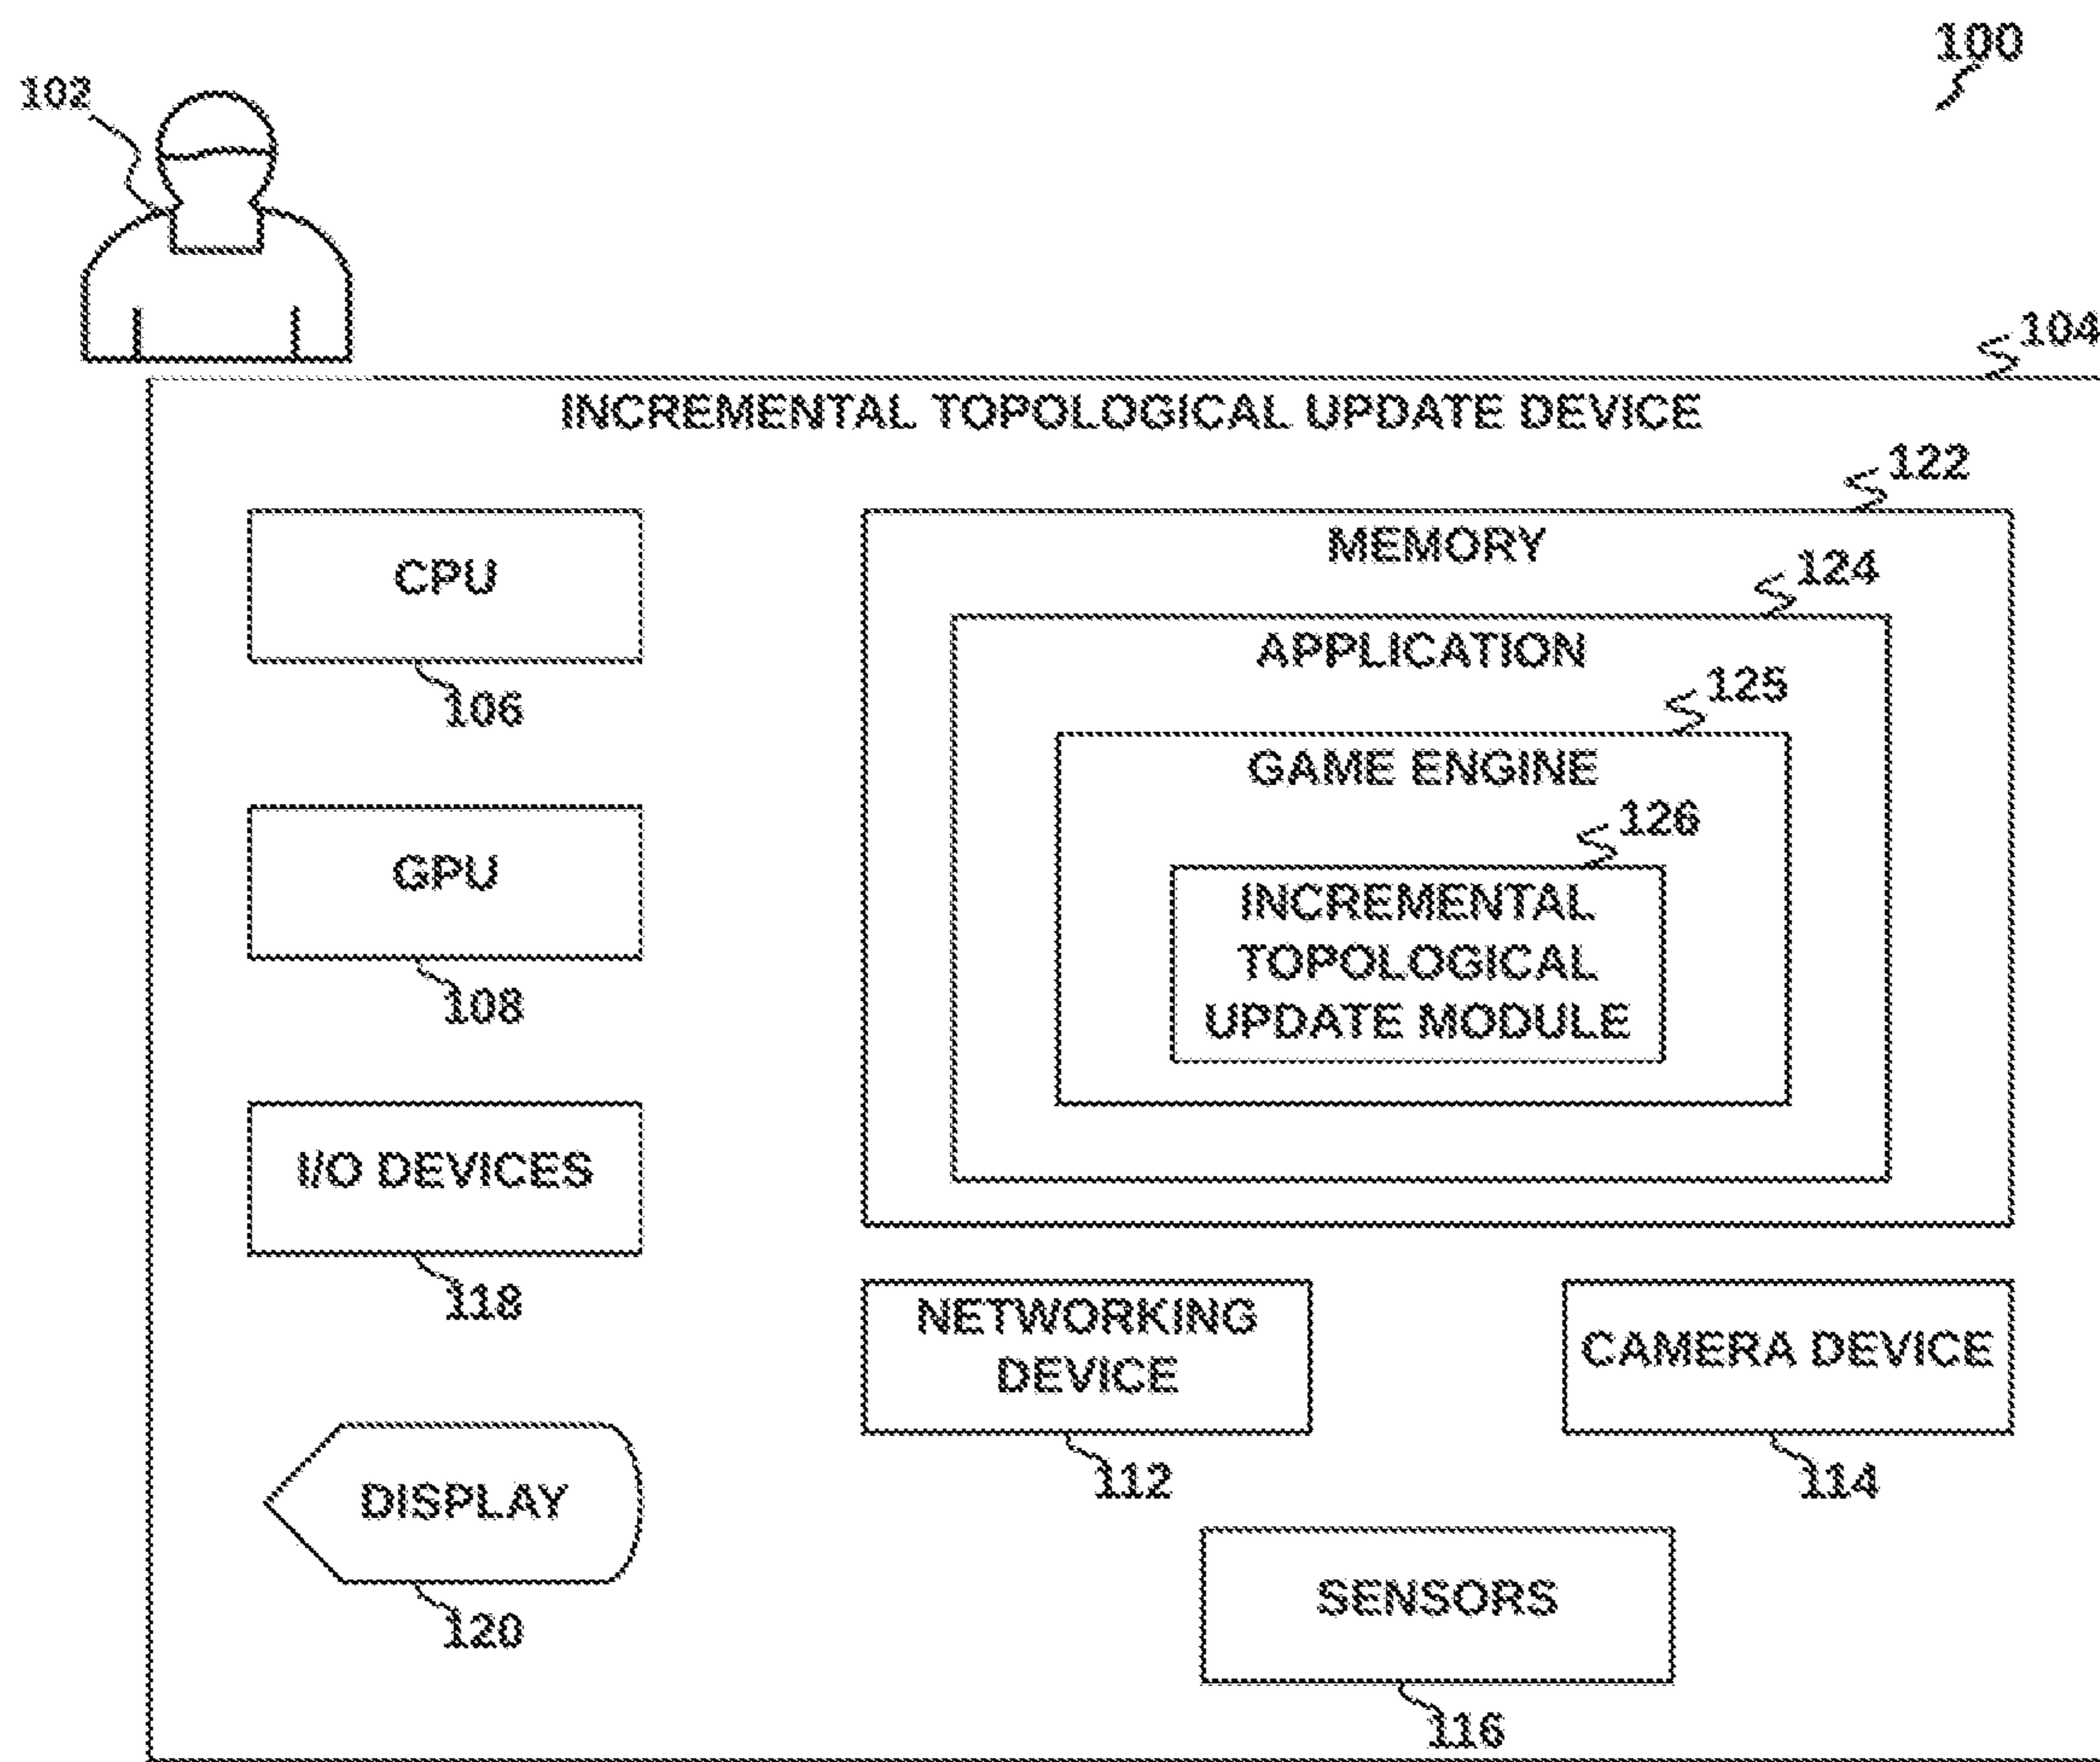 100
102
104
INCREMENTAL TOPOLOGICAL UPDATE DEVICE
122
CPU
106
GPU
108
I/O DEVICES
118
DISPLAY
120
MEMORY
124
APPLICATION
125
GAME ENGINE
126
INCREMENTAL
TOPOLOGICAL
UPDATE MODULE
NETWORKING
DEVICE
112
CAMERA DEVICE
114
SENSORS
116